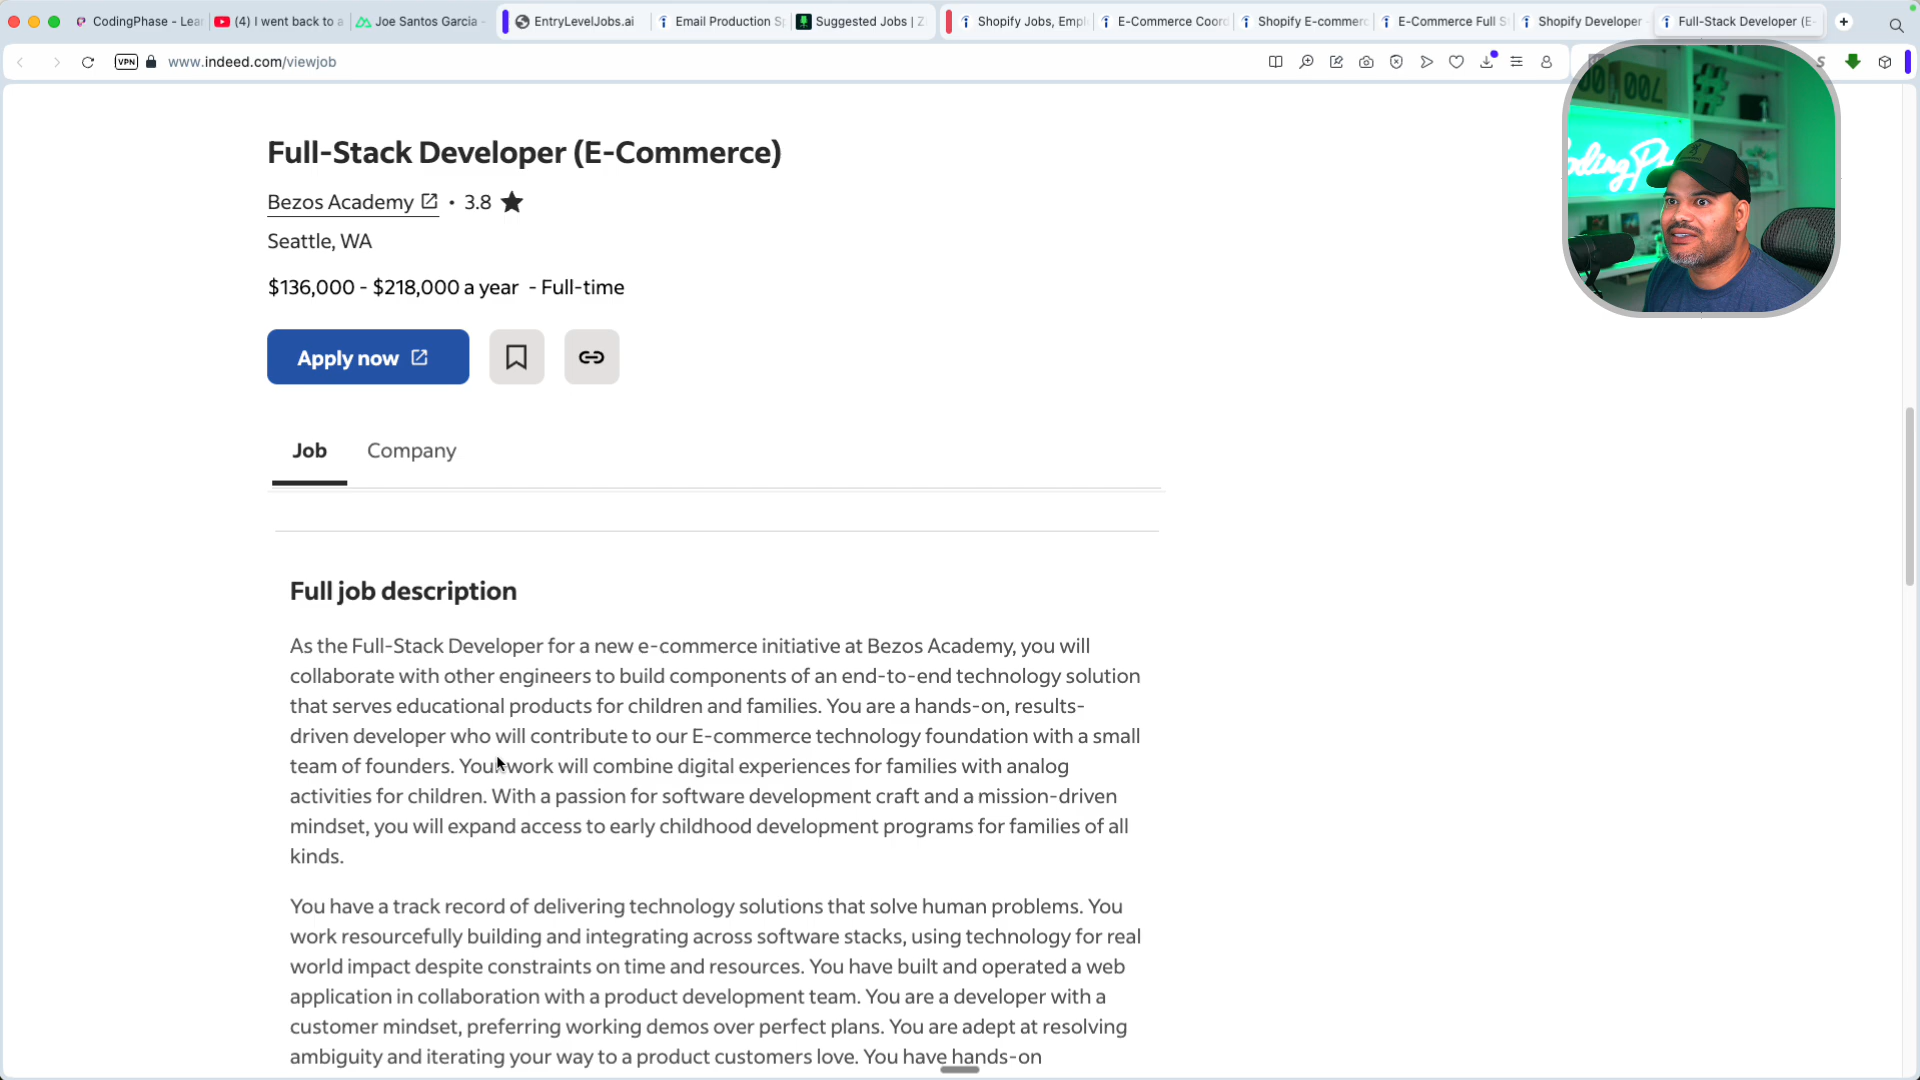 CodingPhase - Lea
(4) I went back to a
Joe Santos Garcia -
EntryLevelJobs.ai
Email Production Sp
Suggested Jobs | Z
Shopify Jobs, Empl
E-Commerce Coord
Shopify E-commerc
E-Commerce Full S
Shopify Developer
Full-Stack Developer (E-
VPN
www.indeed.com/viewjob
Full-Stack Developer (E-Commerce)
Bezos Academy • 3.8
Seattle, WA
$136,000 - $218,000 a year - Full-time
Apply now
Job Company
Full job description
As the Full-Stack Developer for a new e-commerce initiative at Bezos Academy, you will
collaborate with other engineers to build components of an end-to-end technology solution
that serves educational products for children and families. You are a hands-on, results-
driven developer who will contribute to our E-commerce technology foundation with a small
team of founders. Your work will combine digital experiences for families with analog
activities for children. With a passion for software development craft and a mission-driven
mindset, you will expand access to early childhood development programs for families of all
kinds.
You have a track record of delivering technology solutions that solve human problems. You
work resourcefully building and integrating across software stacks, using technology for real
world impact despite constraints on time and resources. You have built and operated a web
application in collaboration with a product development team. You are a developer with a
customer mindset, preferring working demos over perfect plans. You are adept at resolving
ambiguity and iterating your way to a product customers love. You have hands-on